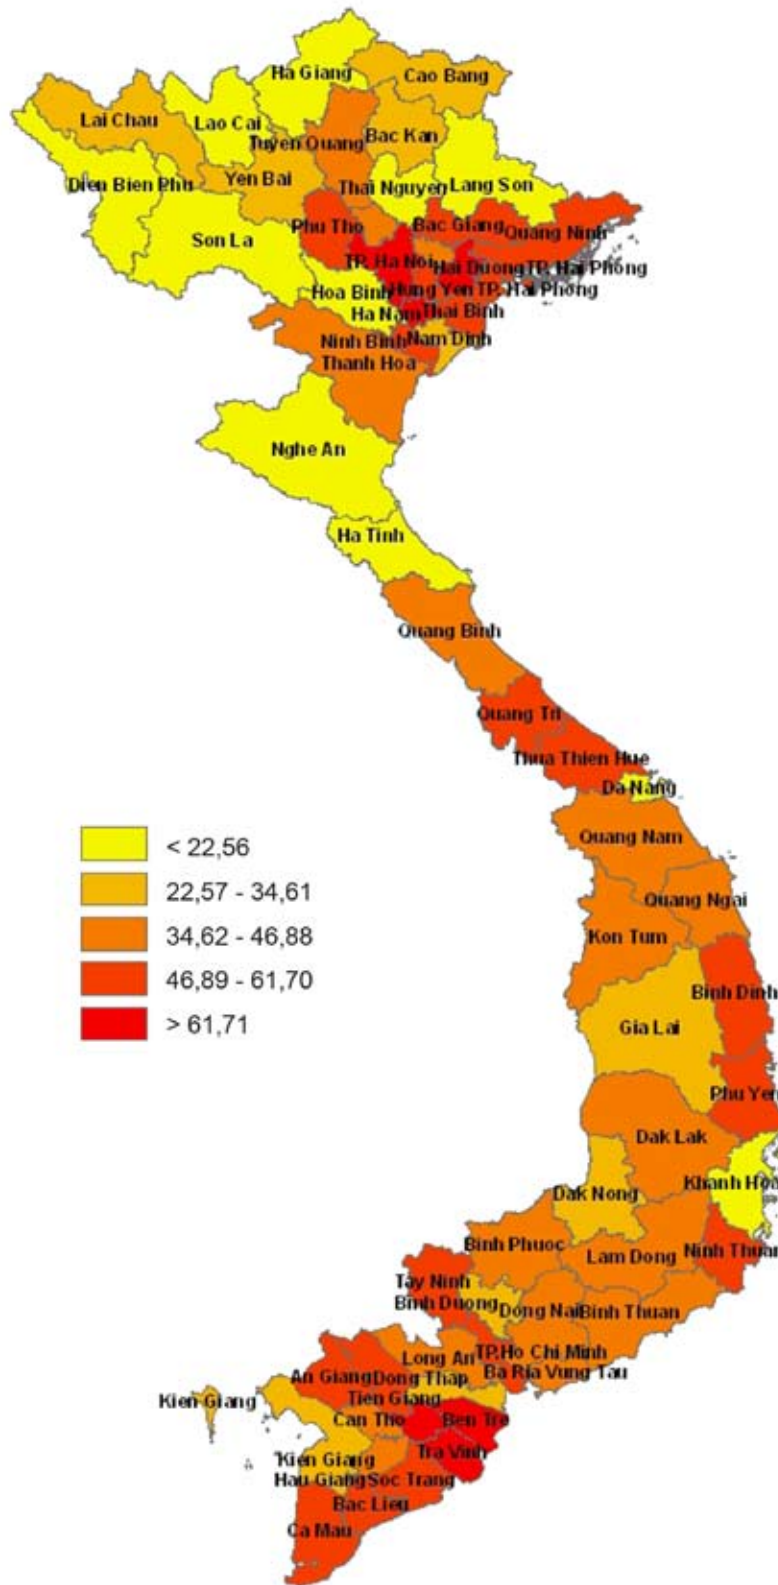 Ha Giang
Cao Bang
Lai Chau
Lao Cai
Bac Kan
Tuyen Quang
Dien Bien Phu
Yen Bai
Thai Nguyen
Lang Son
Phu Tho
Bac Giang
Quang Ninh
Son La
TP. Ha Noi
Hai Duong
TP. Hai Phong
Hoa Binh
Hung Yen
TP. Hai Phong
Ha Nam
Thai Binh
Ninh Binh
Nam Dinh
Thanh Hoa
Nghe An
Ha Tinh
Quang Binh
Quang Tri
Thua Thien Hue
Da Nang
Quang Nam
Quang Ngai
Kon Tum
Binh Dinh
Gia Lai
Phu Yen
Dak Lak
Khanh Hoa
Dak Nong
Binh Phuoc
Lam Dong
Ninh Thuan
Tay Ninh
Binh Duong
Dong Nai
Binh Thuan
Long An
TP.Ho Chi Minh
An Giang
Dong Thap
Ba Ria Vung Tau
Kien Giang
Tien Giang
Can Tho
Ben Tre
Tra Vinh
Kien Giang
Hau Giang
Soc Trang
Bac Lieu
Ca Mau
< 22,56
22,57 - 34,61
34,62 - 46,88
46,89 - 61,70
> 61,71